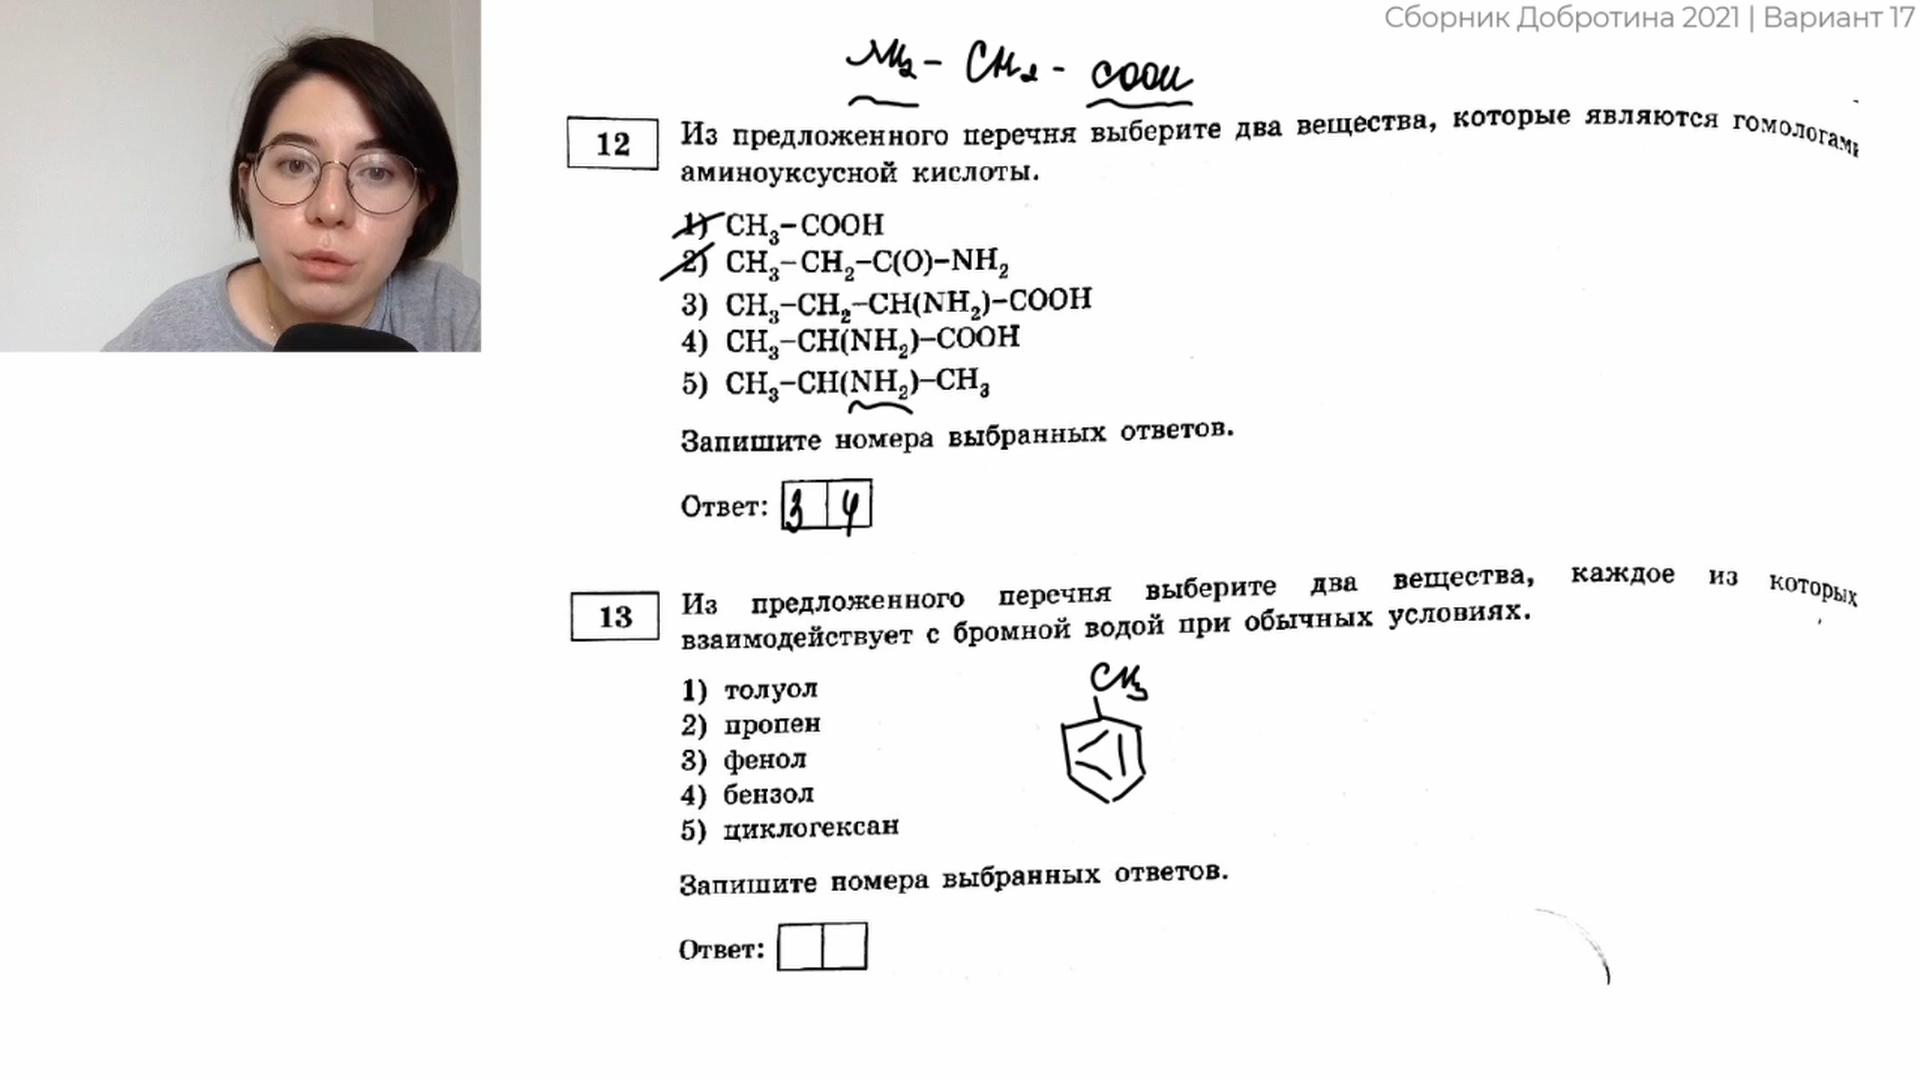 Сборник Добротина 2021 | Вариант 17
NH₂ - CH₂ - COOH
12
Из предложенного перечня выберите два вещества, которые являются гомологами
аминоуксусной кислоты.
1) CH₃–COOH
2) CH₃–CH₂–C(O)–NH₂
3) CH₃–CH₂–CH(NH₂)–COOH
4) CH₃–CH(NH₂)–COOH
5) CH₃–CH(NH₂)–CH₃
Запишите номера выбранных ответов.
Ответ: 3 4
13
Из предложенного перечня выберите два вещества, каждое из которых
взаимодействует с бромной водой при обычных условиях.
CH₃
1) толуол
2) пропен
3) фенол
4) бензол
5) циклогексан
Запишите номера выбранных ответов.
Ответ: